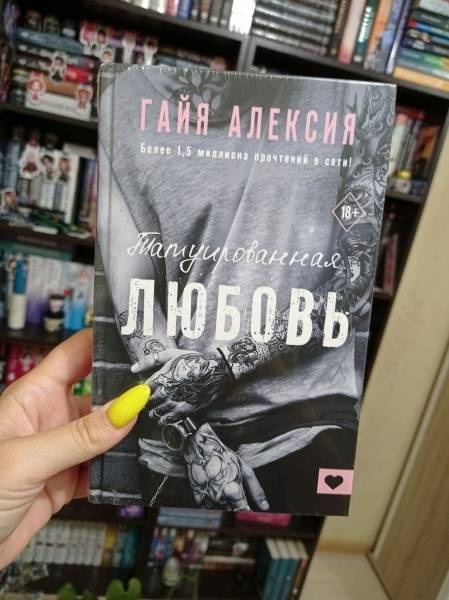 ГАЙЯ АЛЕКСИЯ
Более 1,5 миллиона прочтений в сети!
18+
Татуированная
ЛЮБОВЬ